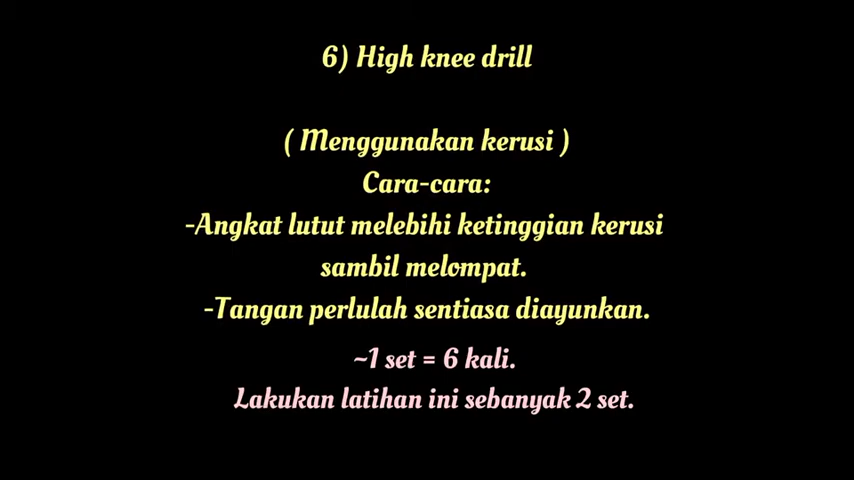 6) High knee drill
( Menggunakan kerusi )
Cara-cara:
-Angkat lutut melebihi ketinggian kerusi
sambil melompat.
-Tangan perlulah sentiasa diayunkan.
~1 set = 6 kali.
Lakukan latihan ini sebanyak 2 set.